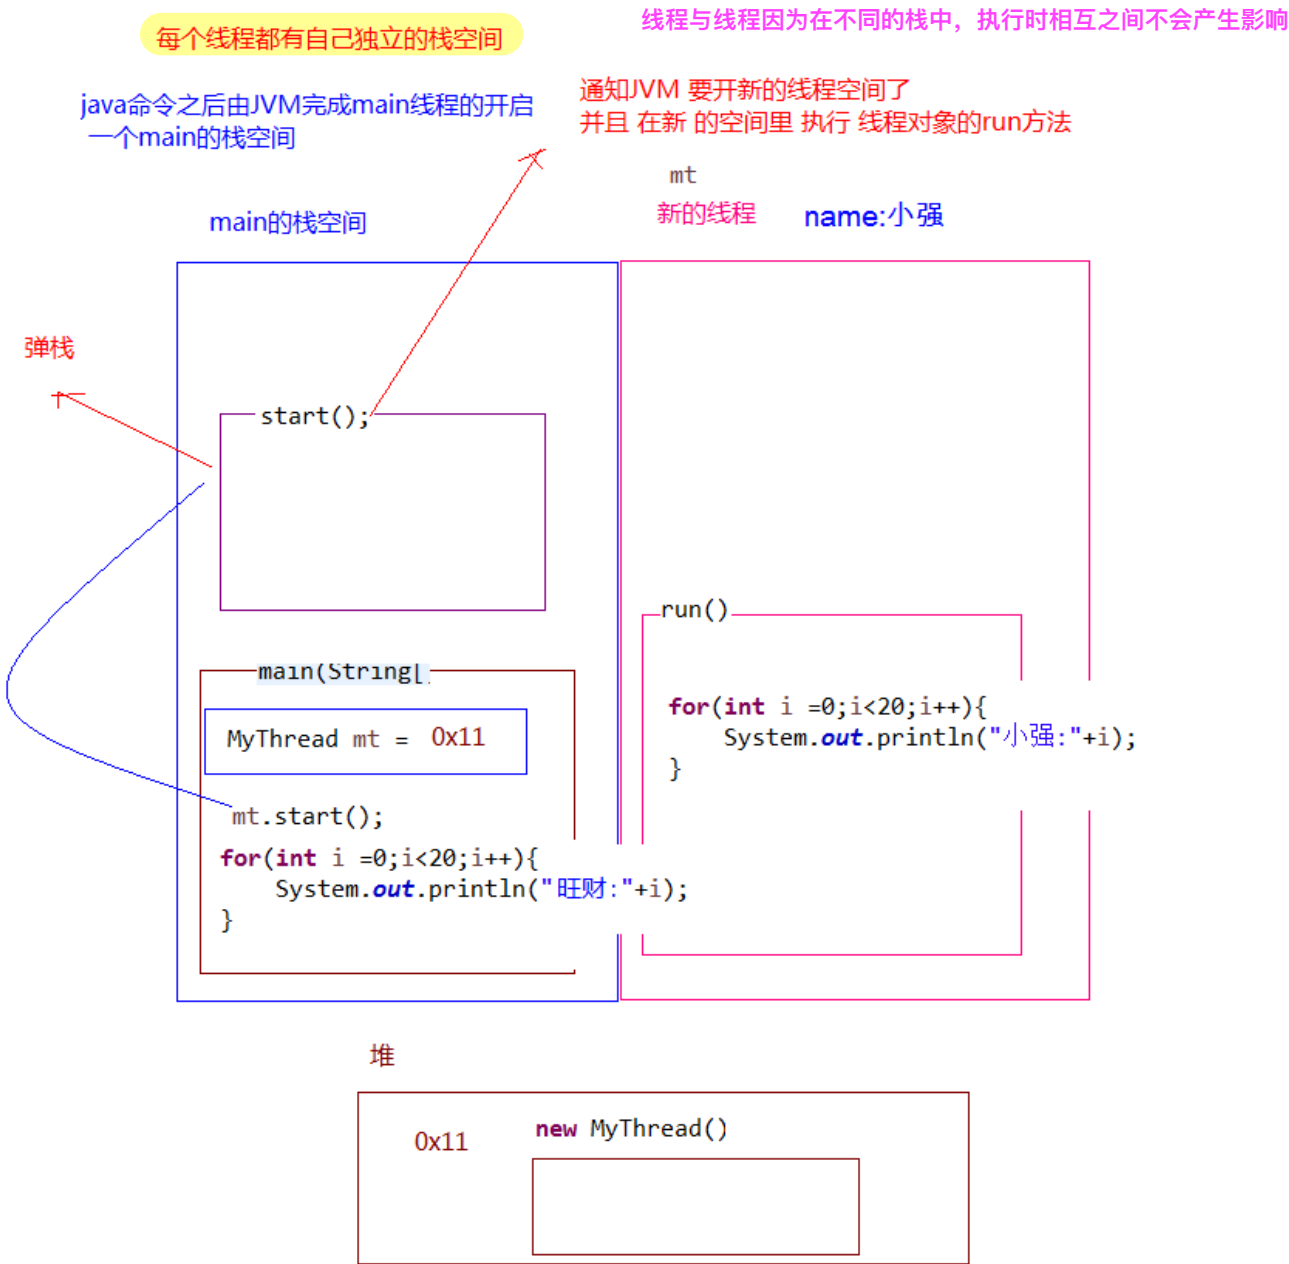 线程与线程因为在不同的栈中，执行时相互之间不会产生影响
每个线程都有自己独立的栈空间
java命令之后由JVM完成main线程的开启
一个main的栈空间
通知JVM 要开新的线程空间了
并且 在新 的空间里 执行 线程对象的run方法
mt
新的线程 name:小强
main的栈空间
弹栈
start();
run()
main(String[
MyThread mt = 0x11
for(int i =0;i<20;i++){
System.out.println("小强:"+i);
}
mt.start();
for(int i =0;i<20;i++){
System.out.println("旺财:"+i);
}
堆
0x11
new MyThread()